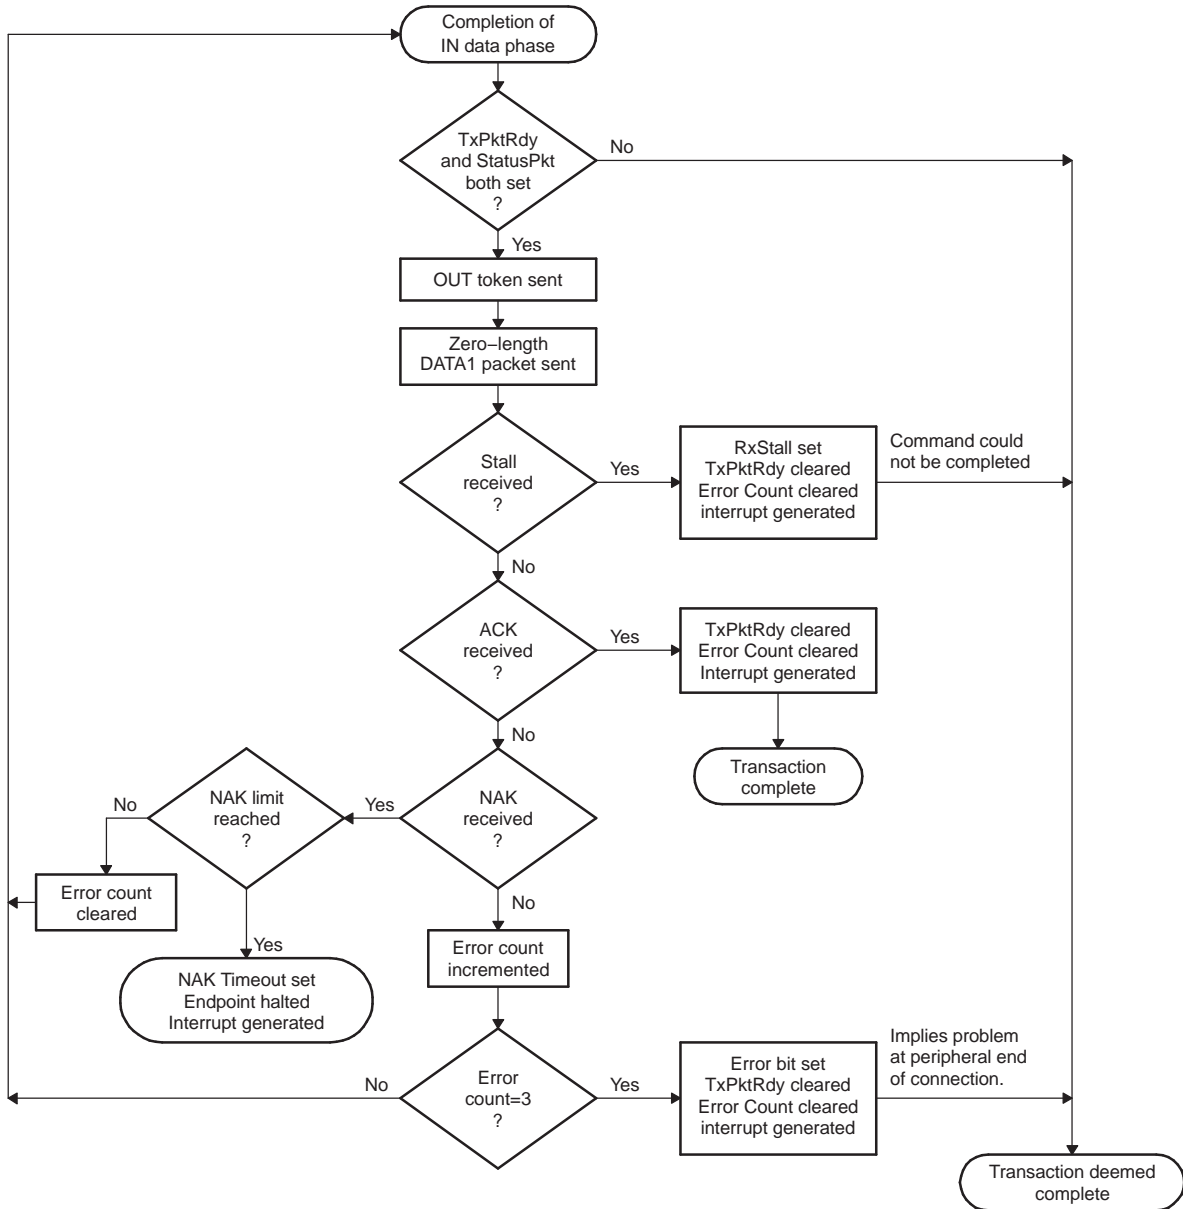 Completion of
IN data phase
TxPktRdy
and StatusPkt
both set
?
No
Yes
OUT token sent
Zero−length
DATA1 packet sent
Stall
received
?
Yes
RxStall set
TxPktRdy cleared
Error Count cleared
interrupt generated
Command could
not be completed
No
ACK
received
?
Yes
TxPktRdy cleared
Error Count cleared
Interrupt generated
No
Transaction
complete
NAK
received
?
Yes
NAK limit
reached
?
No
Error count
cleared
Yes
NAK Timeout set
Endpoint halted
Interrupt generated
No
Error count
incremented
Error
count=3
?
No
Yes
Error bit set
TxPktRdy cleared
Error Count cleared
interrupt generated
Implies problem
at peripheral end
of connection.
Transaction deemed
complete